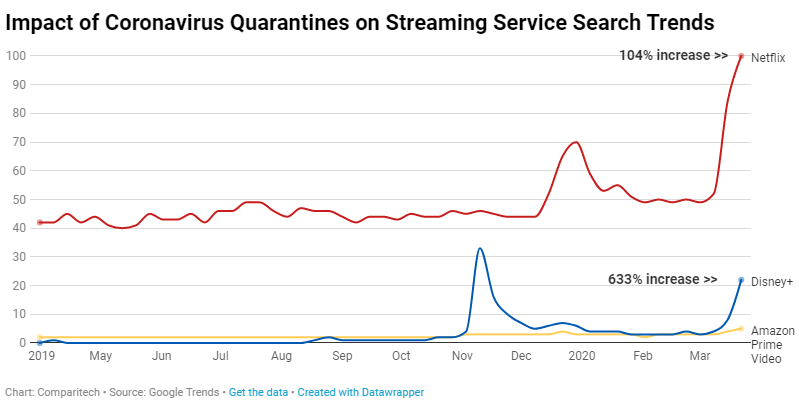 Impact of Coronavirus Quarantines on Streaming Service Search Trends
100
104% increase >>
Netflix
90
80
70
60
50
40
30
633% increase >>
Disney+
20
10
Amazon
Prime
Video
0
2019 May Jun Jul Aug Sep Oct Nov Dec 2020 Feb Mar
Chart: Comparitech • Source: Google Trends • Get the data • Created with Datawrapper